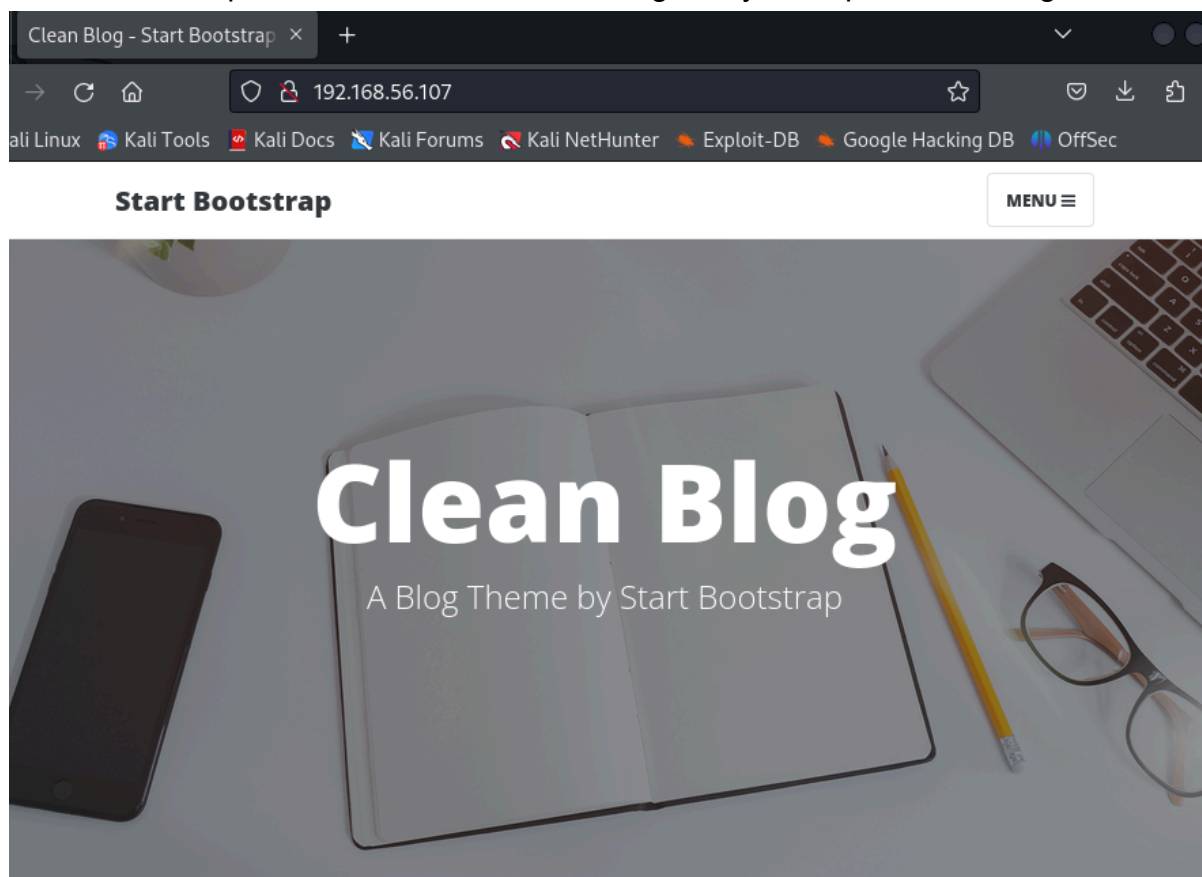 Clean Blog - Start Bootstrap
192.168.56.107
ali Linux Kali Tools Kali Docs Kali Forums Kali NetHunter Exploit-DB Google Hacking DB OffSec
Start Bootstrap MENU
Clean Blog
A Blog Theme by Start Bootstrap